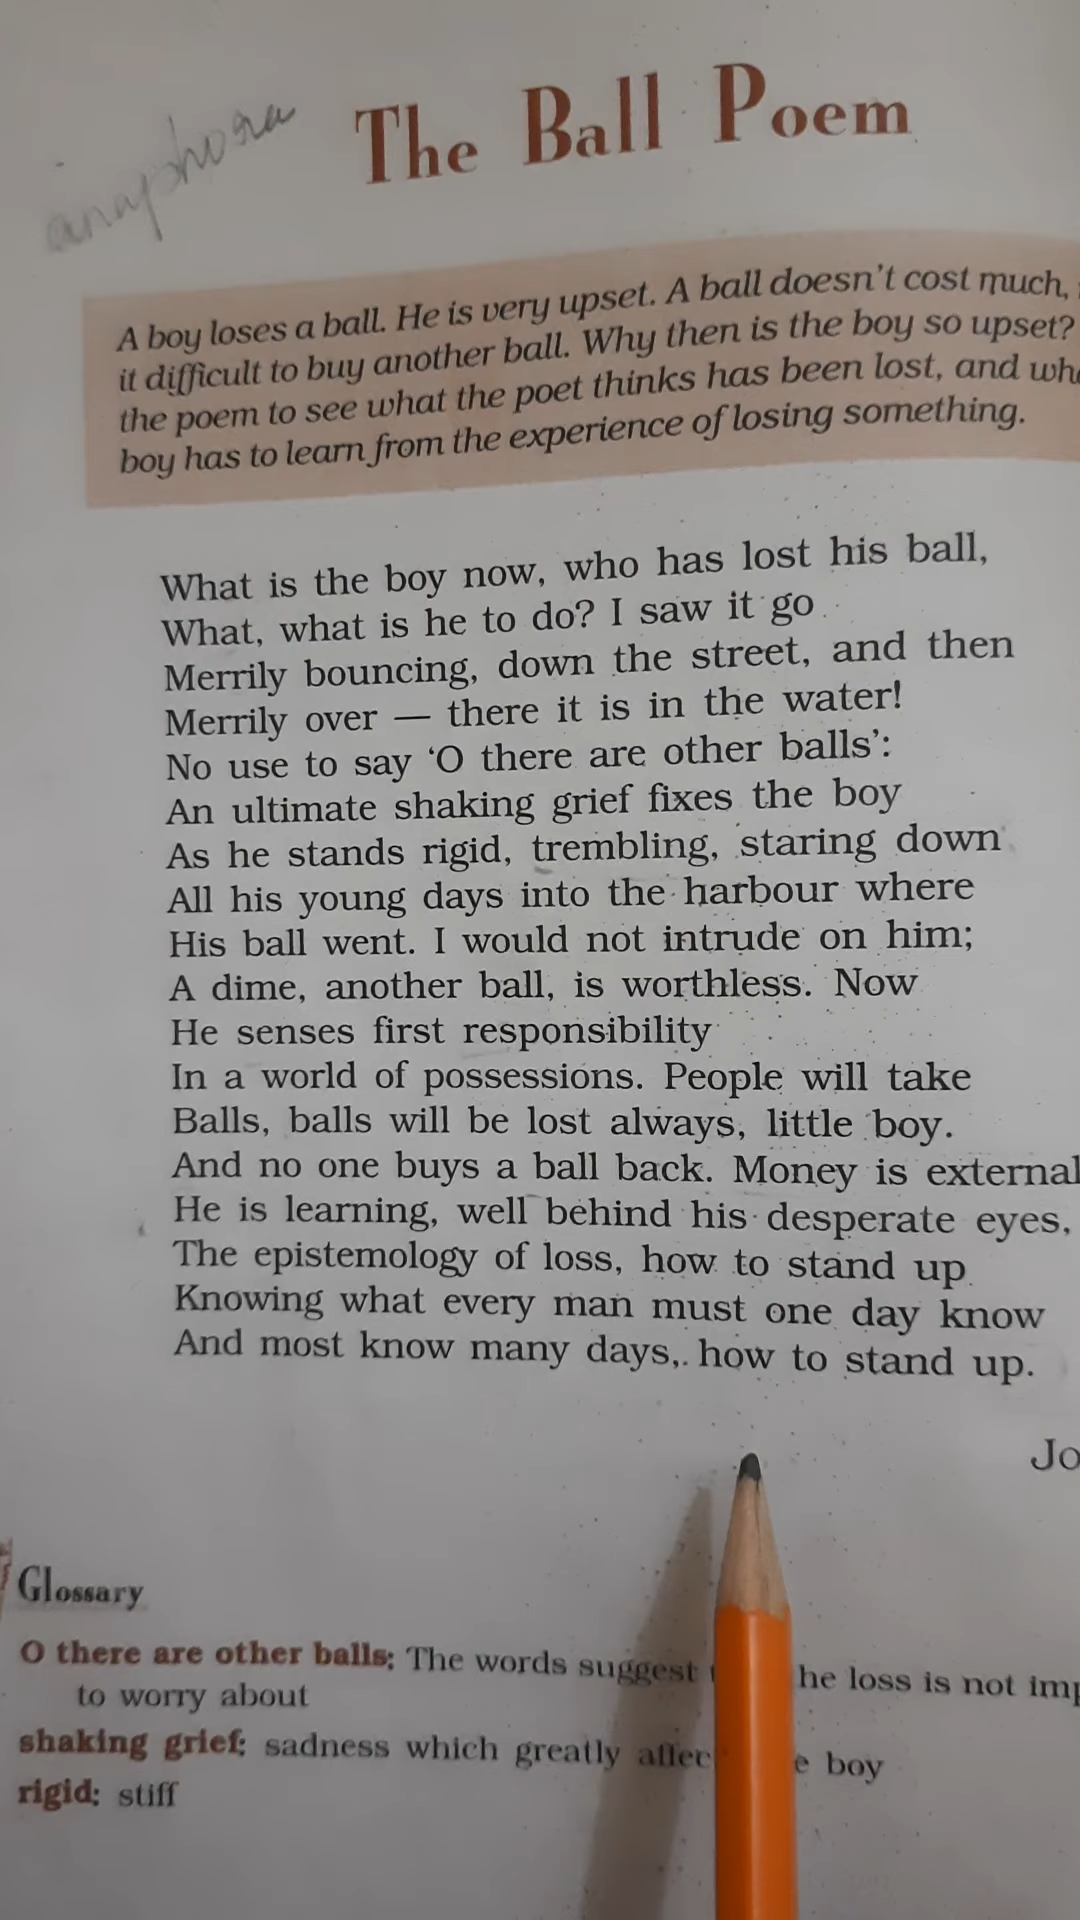 anaphora
The Ball Poem
A boy loses a ball. He is very upset. A ball doesn't cost much,
it difficult to buy another ball. Why then is the boy so upset?
the poem to see what the poet thinks has been lost, and
boy has to learn from the experience of losing something.
What is the boy now, who has lost his ball,
What, what is he to do? I saw it go
Merrily bouncing, down the street, and then
Merrily over — there it is in the water!
No use to say ‘O there are other balls’:
An ultimate shaking grief fixes the boy
As he stands rigid, trembling, staring down
All his young days into the harbour where
His ball went. I would not intrude on him;
A dime, another ball, is worthless. Now
He senses first responsibility
In a world of possessions. People will take
Balls, balls will be lost always, little boy.
And no one buys a ball back. Money is external
He is learning, well behind his desperate eyes,
The epistemology of loss, how to stand up
Knowing what every man must one day know
And most know many days, how to stand up.
Jo
Glossary
O there are other balls: The words suggest he loss is not imp
to worry about
shaking grief: sadness which greatly affec e boy
rigid: stiff